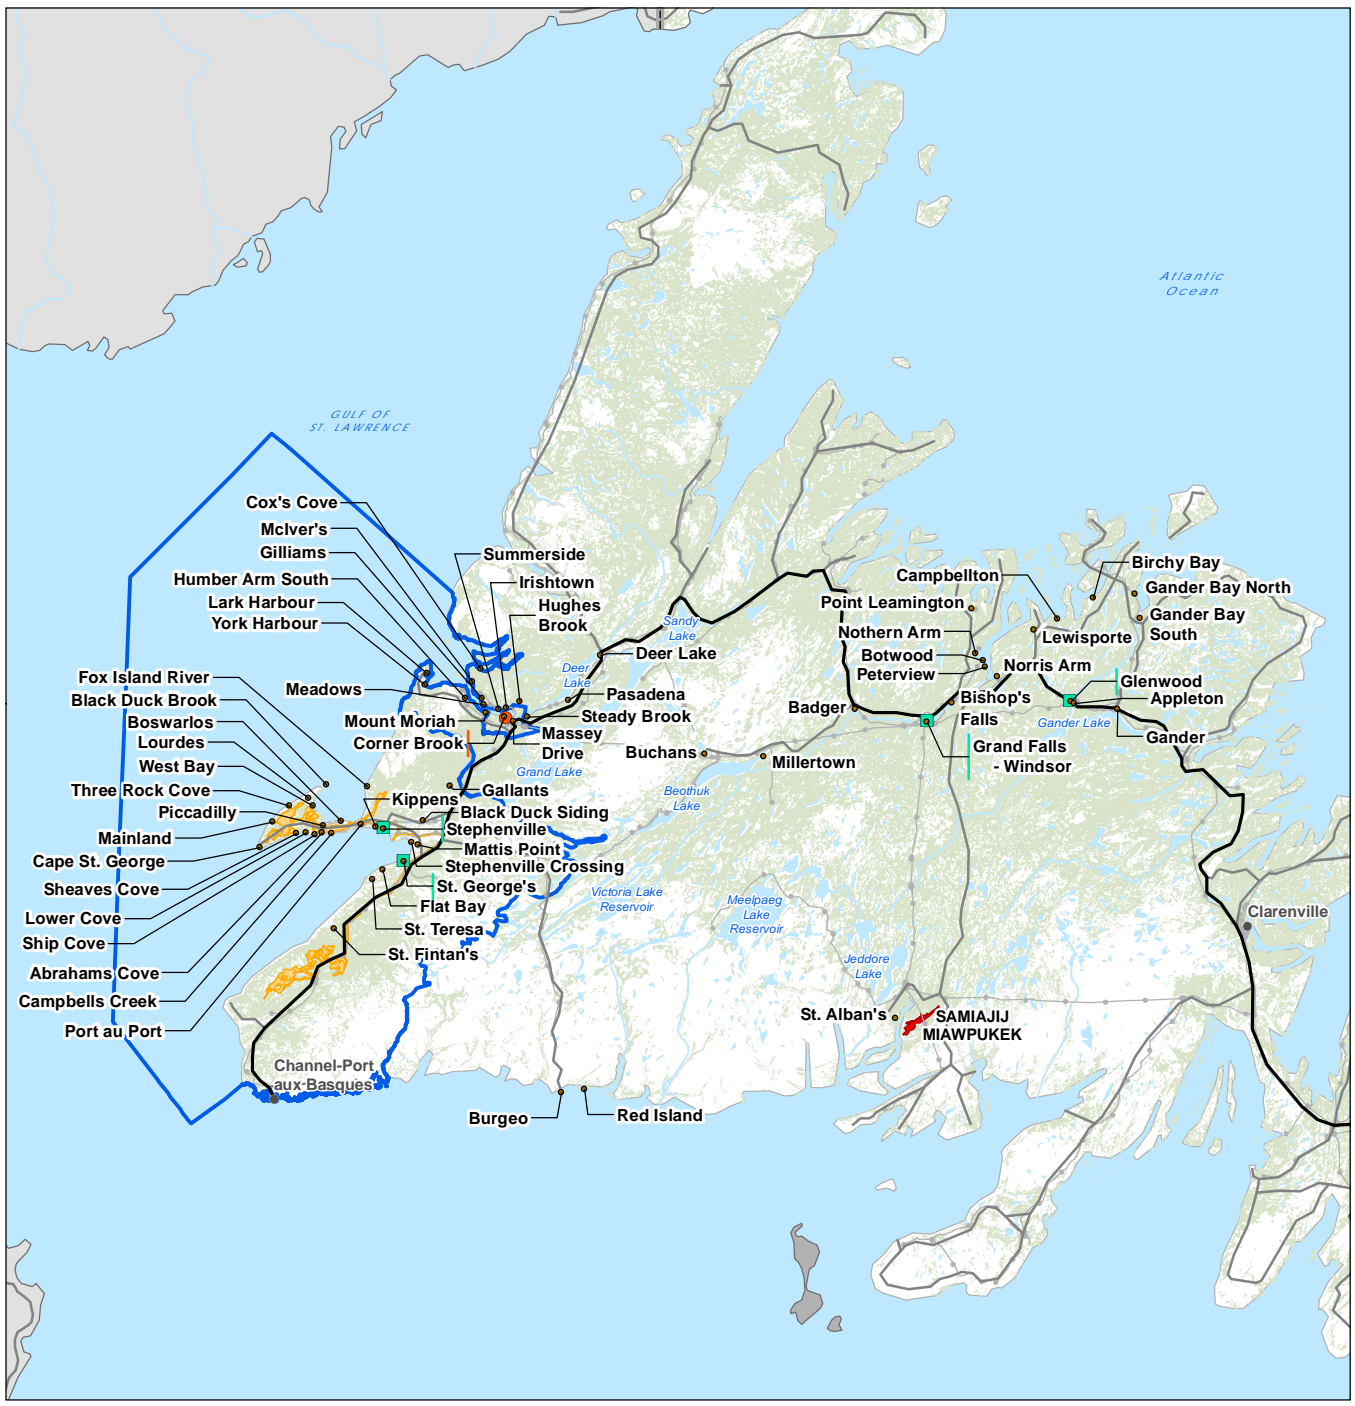 Atlantic
Ocean
GULF OF
ST. LAWRENCE
Cox's Cove
McIver's
Gilliams
Humber Arm South
Lark Harbour
York Harbour
Summerside
Irishtown
Hughes
Brook
Meadows
Mount Moriah
Corner Brook
Deer
Lake
Sandy
Lake
Deer Lake
Pasadena
Steady Brook
Massey
Drive
Grand Lake
Gallants
Fox Island River
Black Duck Brook
Boswarlos
Lourdes
West Bay
Three Rock Cove
Piccadilly
Mainland
Cape St. George
Sheaves Cove
Lower Cove
Ship Cove
Abrahams Cove
Campbells Creek
Port au Port
Kippens
Black Duck Siding
Stephenville
Mattis Point
Stephenville Crossing
St. George's
Flat Bay
St. Teresa
St. Fintan's
Channel-Port
aux-Basques
Burgeo
Red Island
Buchans
Millertown
Beothuk
Lake
Victoria Lake
Reservoir
Meelpaeg
Lake
Reservoir
Jeddore
Lake
St. Alban's
SAMIAJIJ
MIAWPUKEK
Badger
Campbellton
Point Leamington
Nothern Arm
Botwood
Peterview
Bishop's
Falls
Grand Falls
- Windsor
Birchy Bay
Gander Bay North
Gander Bay
South
Lewisporte
Norris Arm
Glenwood
Appleton
Gander Lake
Gander
Clarenville